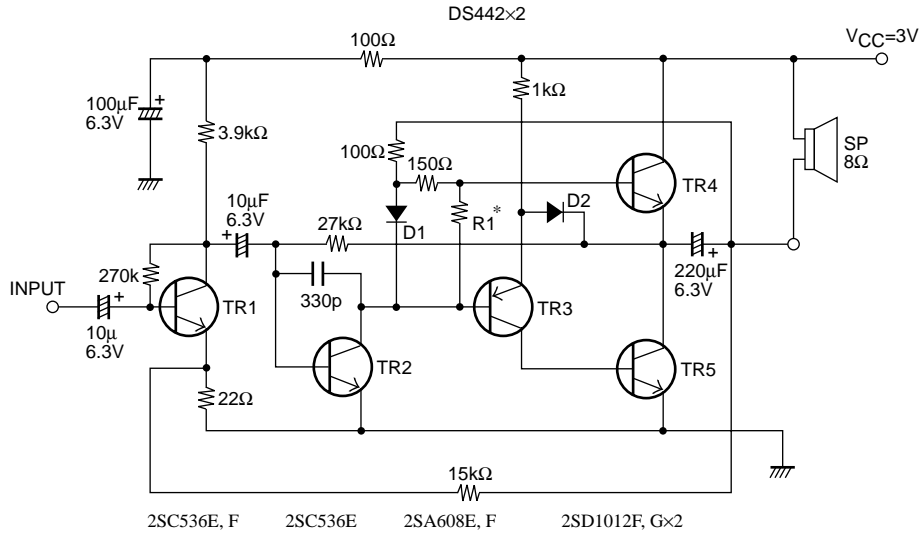 DS442×2
VCC=3V
100Ω
1kΩ
100μF
6.3V
3.9kΩ
100Ω
150Ω
SP
8Ω
TR4
10μF
6.3V
27kΩ
D1
R1*
D2
270k
330p
220μF
6.3V
INPUT
TR1
TR3
10μ
6.3V
TR2
TR5
22Ω
15kΩ
2SC536E, F
2SC536E
2SA608E, F
2SD1012F, G×2